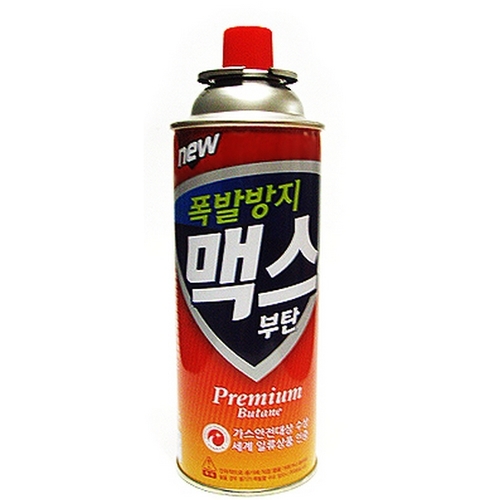 new
폭발방지
맥스
부탄
Premium
Butane
가스안전대상 수상
세계 일류상품 인증